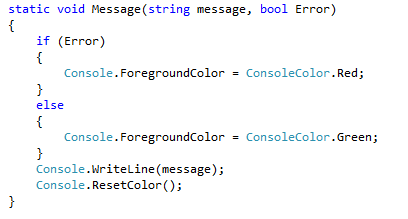 static void Message(string message, bool Error)
{
    if (Error)
    {
        Console.ForegroundColor = ConsoleColor.Red;
    }
    else
    {
        Console.ForegroundColor = ConsoleColor.Green;
    }
    Console.WriteLine(message);
    Console.ResetColor();
}